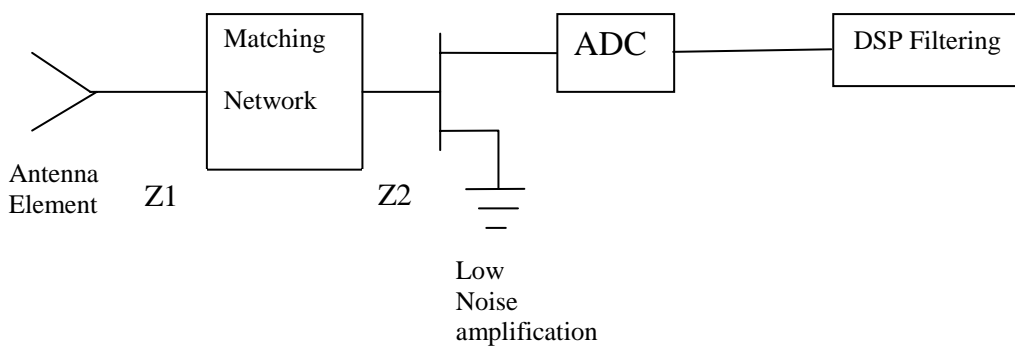 Matching
Network
ADC
DSP Filtering
Antenna
Element
Z1
Z2
Low
Noise
amplification